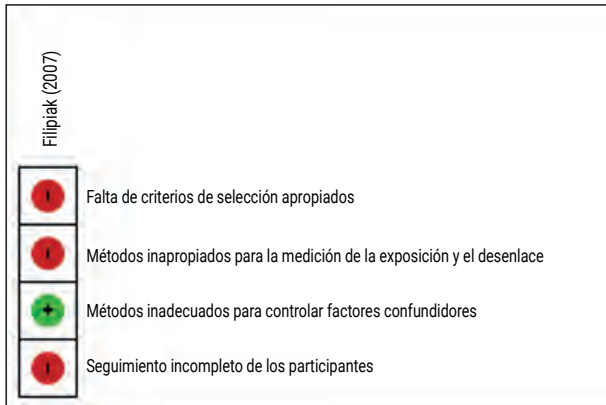 Filipiak (2007)
Falta de criterios de selección apropiados
Métodos inapropiados para la medición de la exposición y el desenlace
Métodos inadecuados para controlar factores confundidores
Seguimiento incompleto de los participantes